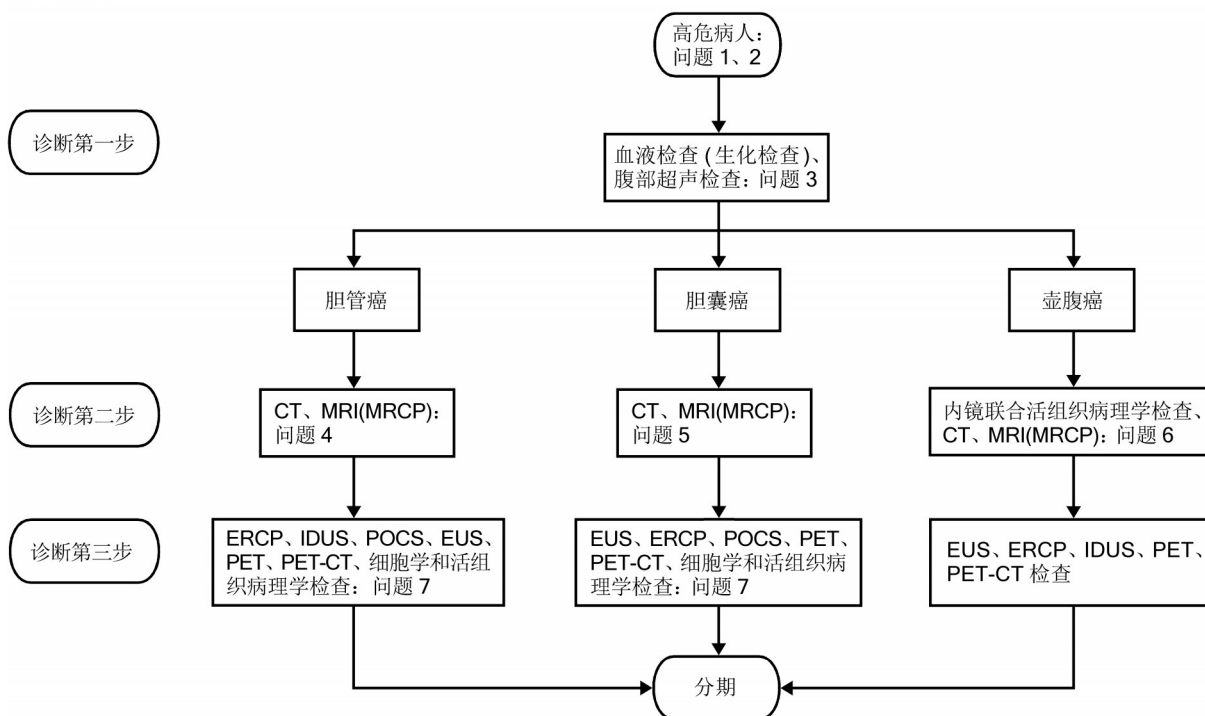 高危病人：
问题 1、2
诊断第一步
血液检查 (生化检查)、
腹部超声检查：问题 3
胆管癌
胆囊癌
壶腹癌
诊断第二步
CT、MRI(MRCP)：
问题 4
CT、MRI(MRCP)：
问题 5
内镜联合活组织病理学检查、
CT、MRI(MRCP)：问题 6
诊断第三步
ERCP、IDUS、POCS、EUS、
PET、PET-CT、细胞学和活组
织病理学检查：问题 7
EUS、ERCP、POCS、PET、
PET-CT、细胞学和活组织病
理学检查：问题 7
EUS、ERCP、IDUS、PET、
PET-CT 检查
分期